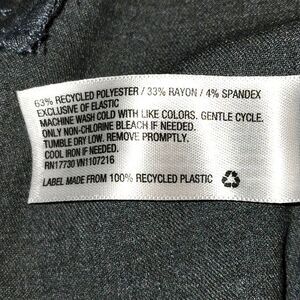 63% RECYCLED POLYESTER / 33% RAYON / 4% SPANDEX
EXCLUSIVE OF ELASTIC
MACHINE WASH COLD WITH LIKE COLORS. GENTLE CYCLE.
ONLY NON-CHLORINE BLEACH IF NEEDED.
TUMBLE DRY LOW. REMOVE PROMPTLY.
COOL IRON IF NEEDED.
RN17730 VN1107216
LABEL MADE FROM 100% RECYCLED PLASTIC